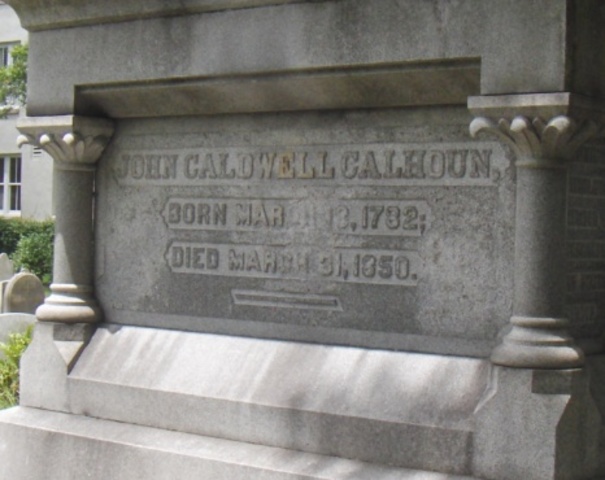 JOHN CALDWELL CALHOUN,
BORN MARCH 18, 1782;
DIED MARCH 31, 1850.